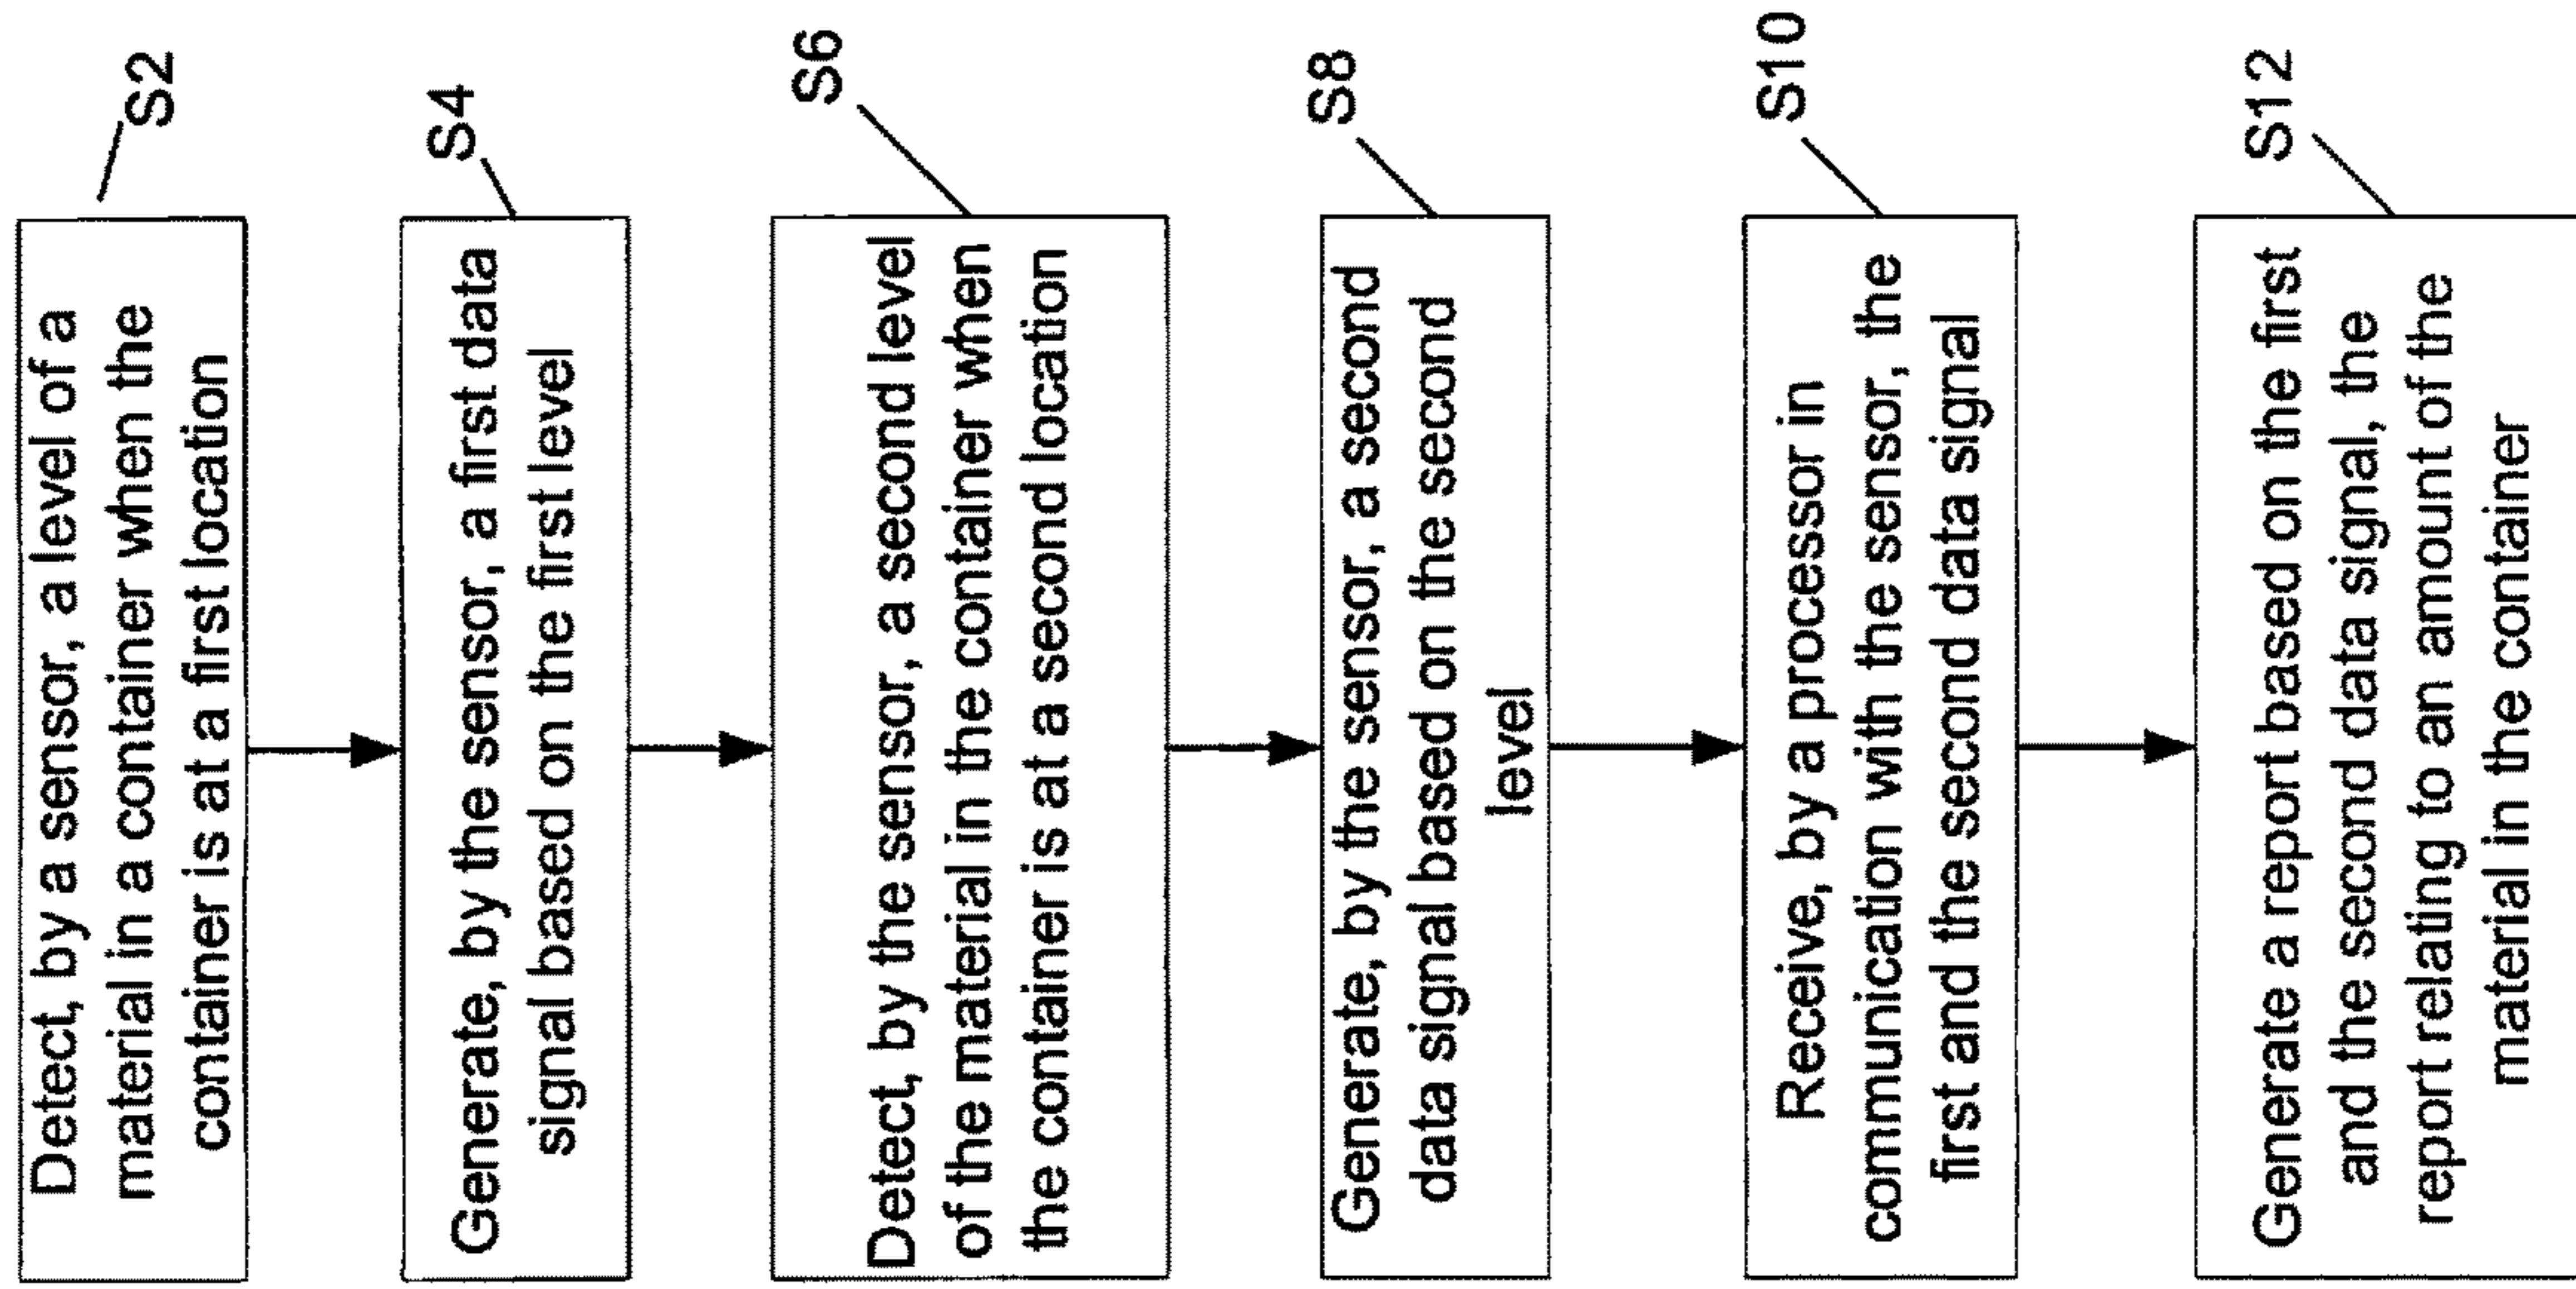 Detect, by a sensor, a level of a
material in a container when the
container is at a first location
S2
Generate, by the sensor, a first data
signal based on the first level
S4
Detect, by the sensor, a second level
of the material in the container when
the container is at a second location
S6
Generate, by the sensor, a second
data signal based on the second
level
S8
Receive, by a processor in
communication with the sensor, the
first and the second data signal
S10
Generate a report based on the first
and the second data signal, the
report relating to an amount of the
material in the container
S12